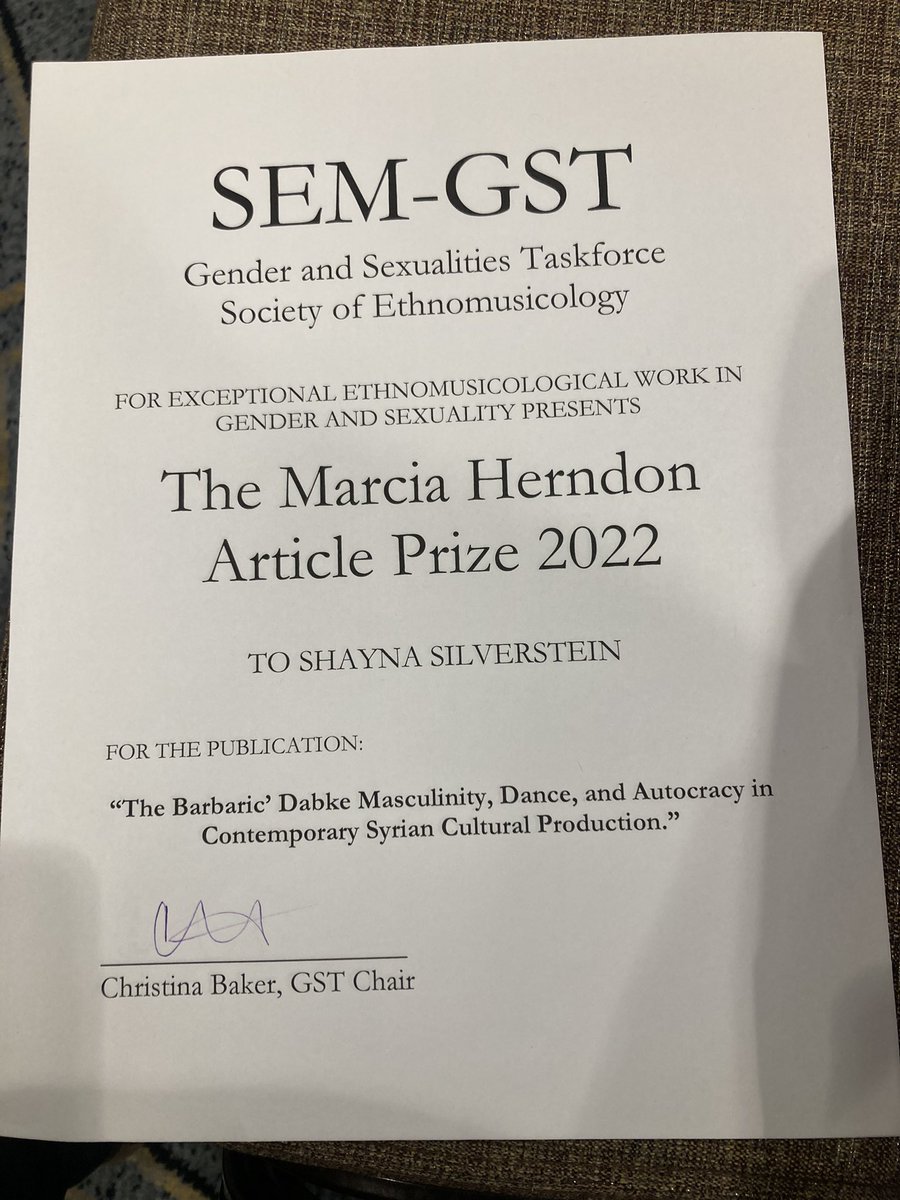 SEM-GST
Gender and Sexualities Taskforce
Society of Ethnomusicology
FOR EXCEPTIONAL ETHNOMUSICOLOGICAL WORK IN
GENDER AND SEXUALITY PRESENTS
The Marcia Herndon
Article Prize 2022
TO SHAYNA SILVERSTEIN
FOR THE PUBLICATION:
“The Barbaric’ Dabke Masculinity, Dance, and Autocracy in
Contemporary Syrian Cultural Production.”
Christina Baker, GST Chair